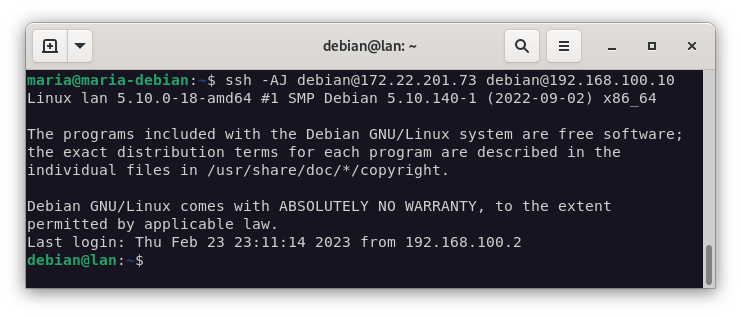 debian@lan: ~
maria@maria-debian:~$ ssh -AJ debian@172.22.201.73 debian@192.168.100.10
Linux lan 5.10.0-18-amd64 #1 SMP Debian 5.10.140-1 (2022-09-02) x86_64
The programs included with the Debian GNU/Linux system are free software;
the exact distribution terms for each program are described in the
individual files in /usr/share/doc/*/copyright.
Debian GNU/Linux comes with ABSOLUTELY NO WARRANTY, to the extent
permitted by applicable law.
Last login: Thu Feb 23 23:11:14 2023 from 192.168.100.2
debian@lan:~$